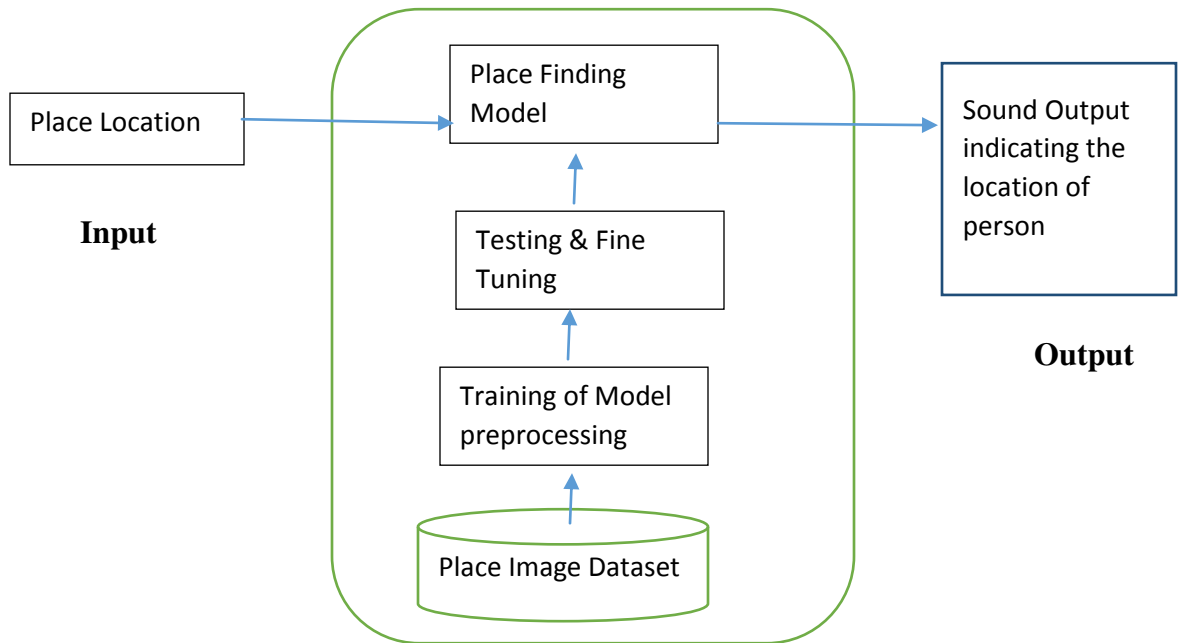 Place Location
Input
Place Finding
Model
Testing & Fine
Tuning
Training of Model
preprocessing
Place Image Dataset
Sound Output
indicating the
location of
person
Output